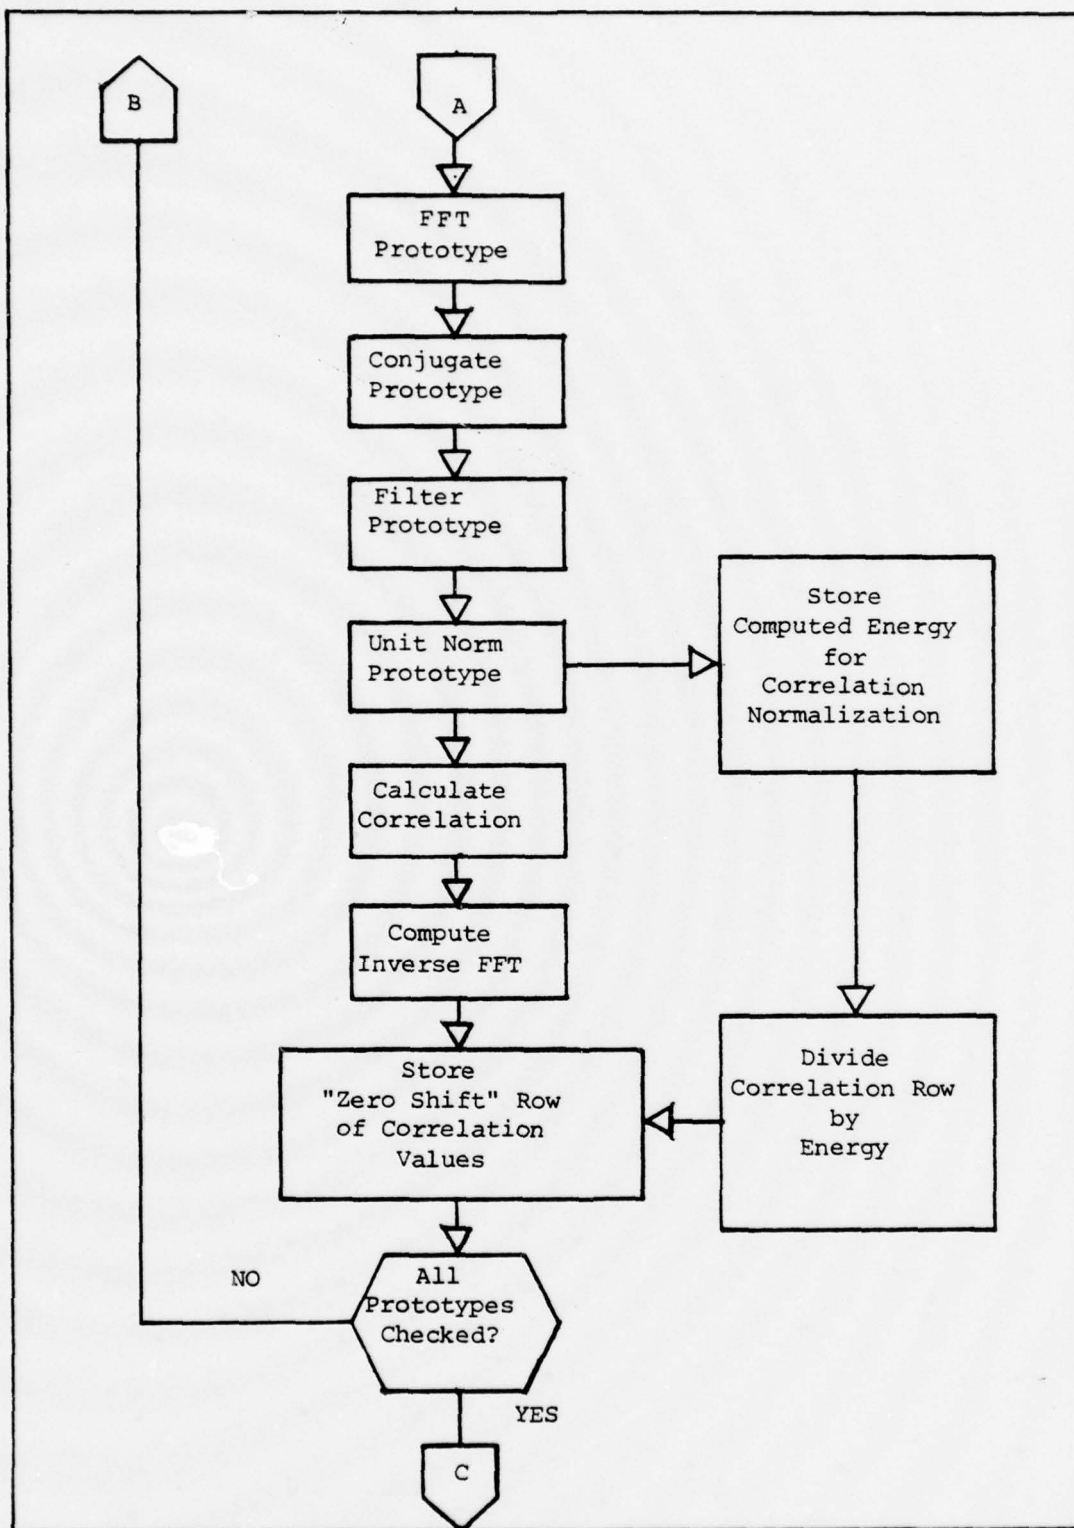 B
A
FFT
Prototype
Conjugate
Prototype
Filter
Prototype
Unit Norm
Prototype
Store
Computed Energy
for
Correlation
Normalization
Calculate
Correlation
Compute
Inverse FFT
Store
"Zero Shift" Row
of Correlation
Values
Divide
Correlation Row
by
Energy
NO
All
Prototypes
Checked?
YES
C